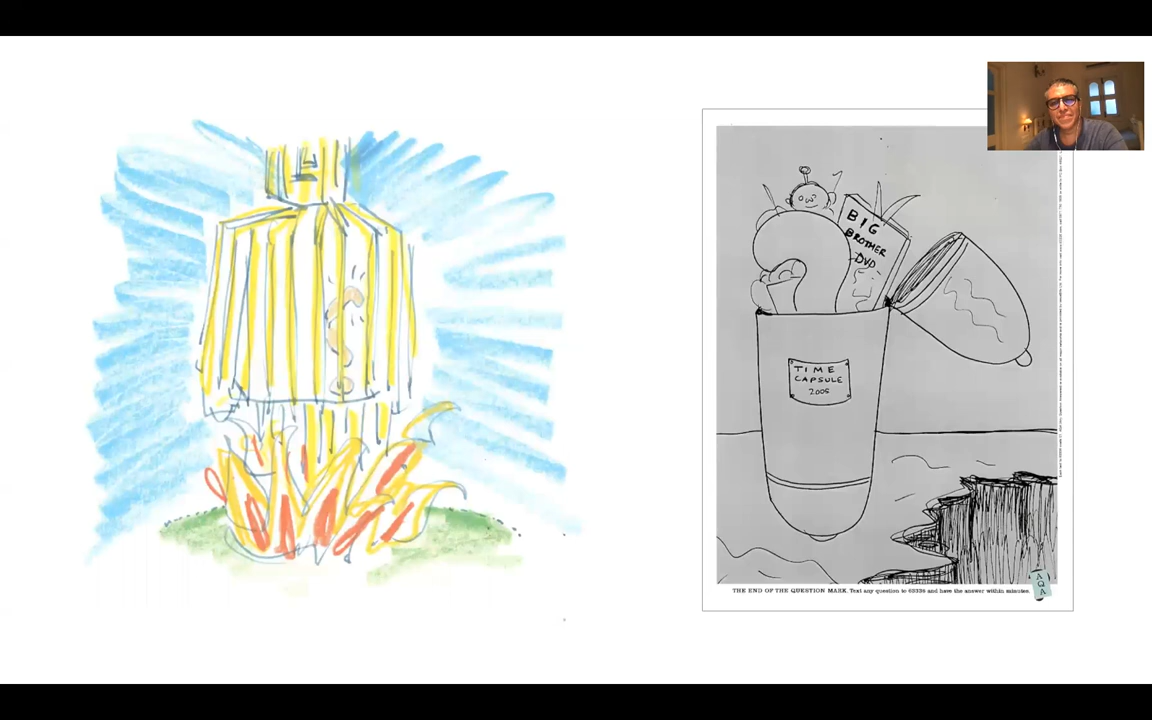 BIG
BROTHER
DVD
TIME
CAPSULE
2005
THE END OF THE QUESTION MARK. Text any question to 63336 and have the answer within minutes.
AQA